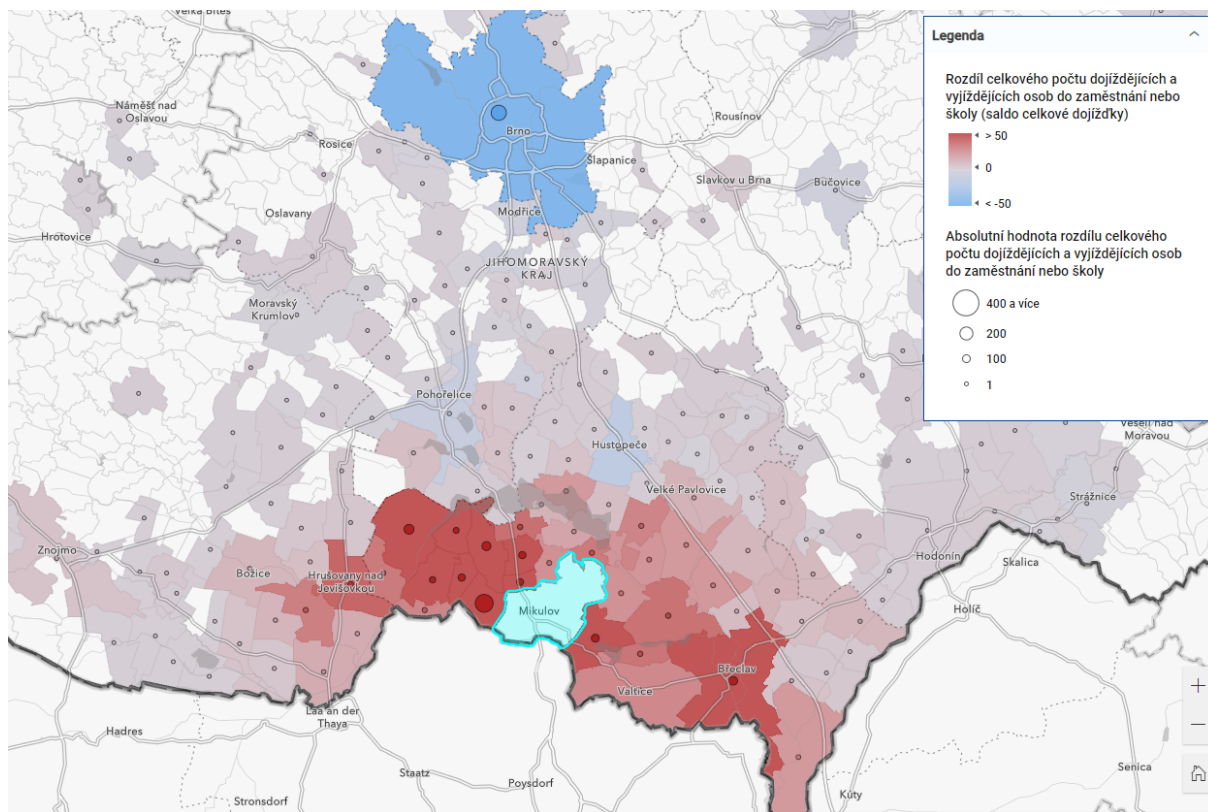 Velká Bíteš
Náměšť nad
Oslavou
Rosice
Brno
Rousínov
Šlapanice
Slavkov u Brna
Bučovice
Oslavany
Modřice
Hrotovice
JIHOMORAVSKÝ
KRAJ
Moravský
Krumlov
Pohořelice
Hustopeče
Veselí nad
Moravou
Velké Pavlovice
Strážnice
Znojmo
Božice
Hrušovany nad
Jevišovkou
Hodonín
Skalica
Mikulov
Holíč
Břeclav
Valtice
Laa an der
Thaya
Hadres
Staatz
Poysdorf
Stronsdorf
Kúty
Senica
Legenda
Rozdíl celkového počtu dojíždějících a
vyjíždějících osob do zaměstnání nebo
školy (saldo celkové dojížďky)
> 50
0
< -50
Absolutní hodnota rozdílu celkového
počtu dojíždějících a vyjíždějících osob
do zaměstnání nebo školy
400 a více
200
100
1
+
−